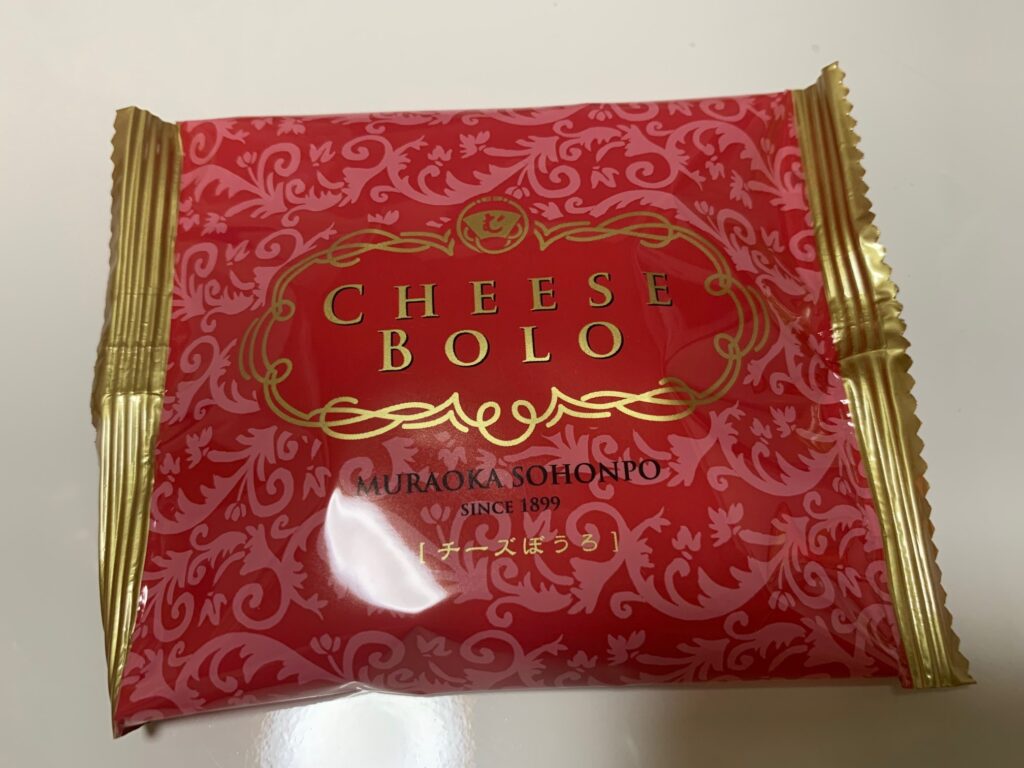 CHEESE
BOLO
MURAOKA SOHONPO
SINCE 1899
[チーズぼうろ]